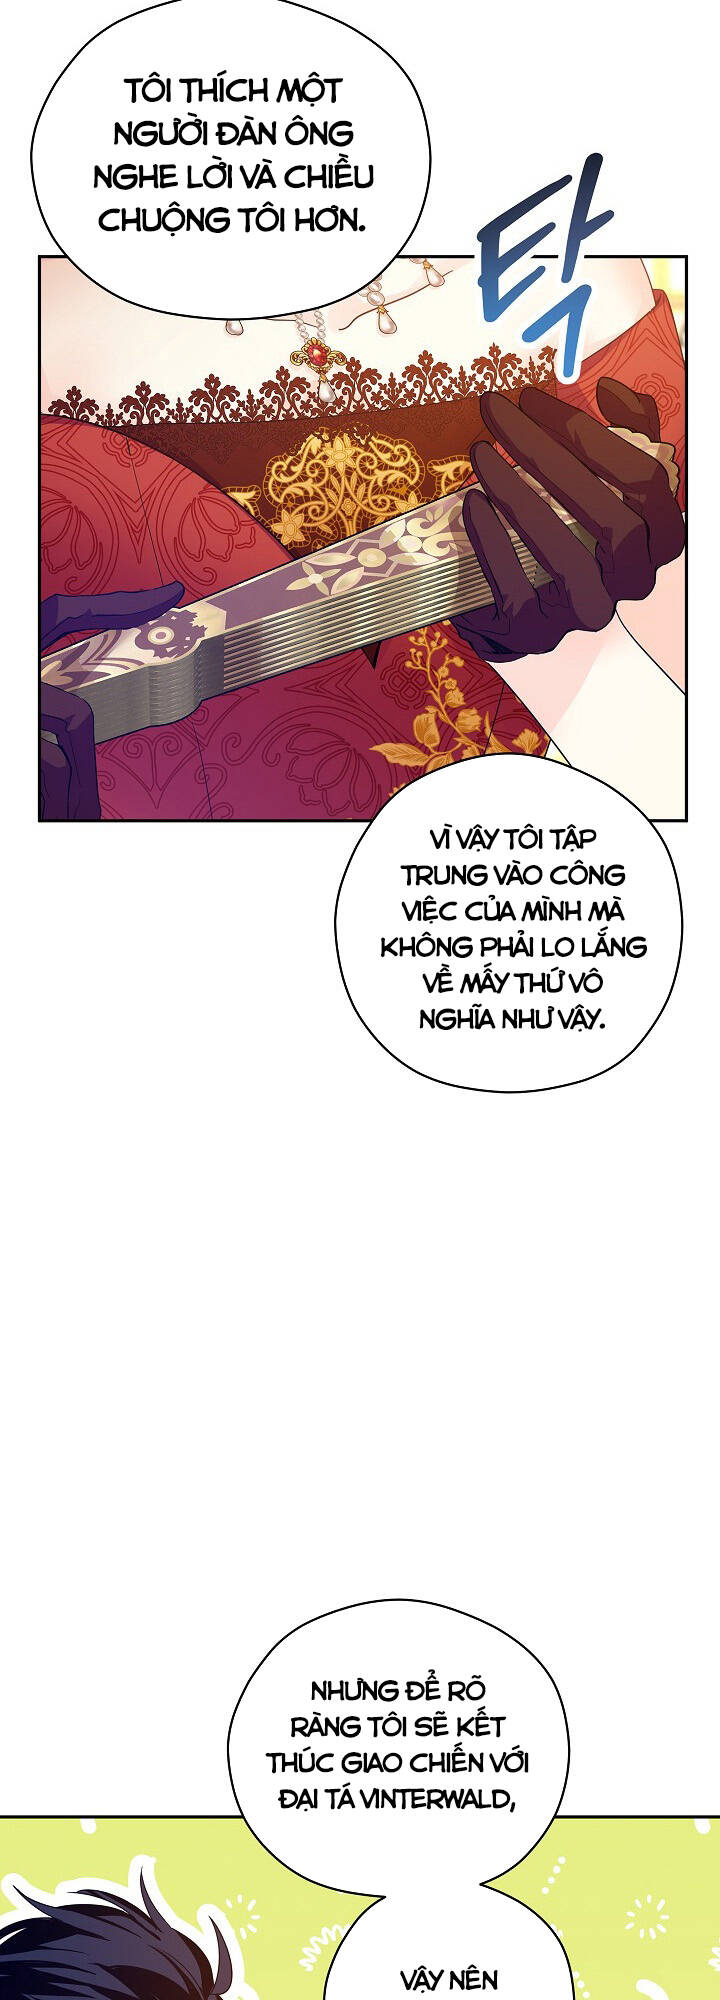 TÔI THÍCH MỘT
NGƯỜI ĐÀN ÔNG
NGHE LỜI VÀ CHIỀU
CHUỘNG TÔI HƠN.
탁
VÌ VẬY TÔI TẬP
TRUNG VÀO CÔNG
VIỆC CỦA MÌNH MÀ
KHÔNG PHẢI LO LẮNG
VỀ MẤY THỨ VÔ
NGHĨA NHƯ VẬY.
NHƯNG ĐỂ RÕ
RÀNG TÔI SẼ KẾT
THÚC GIAO CHIẾN VỚI
ĐẠI TÁ VINTERWALD,
VẬY NÊN